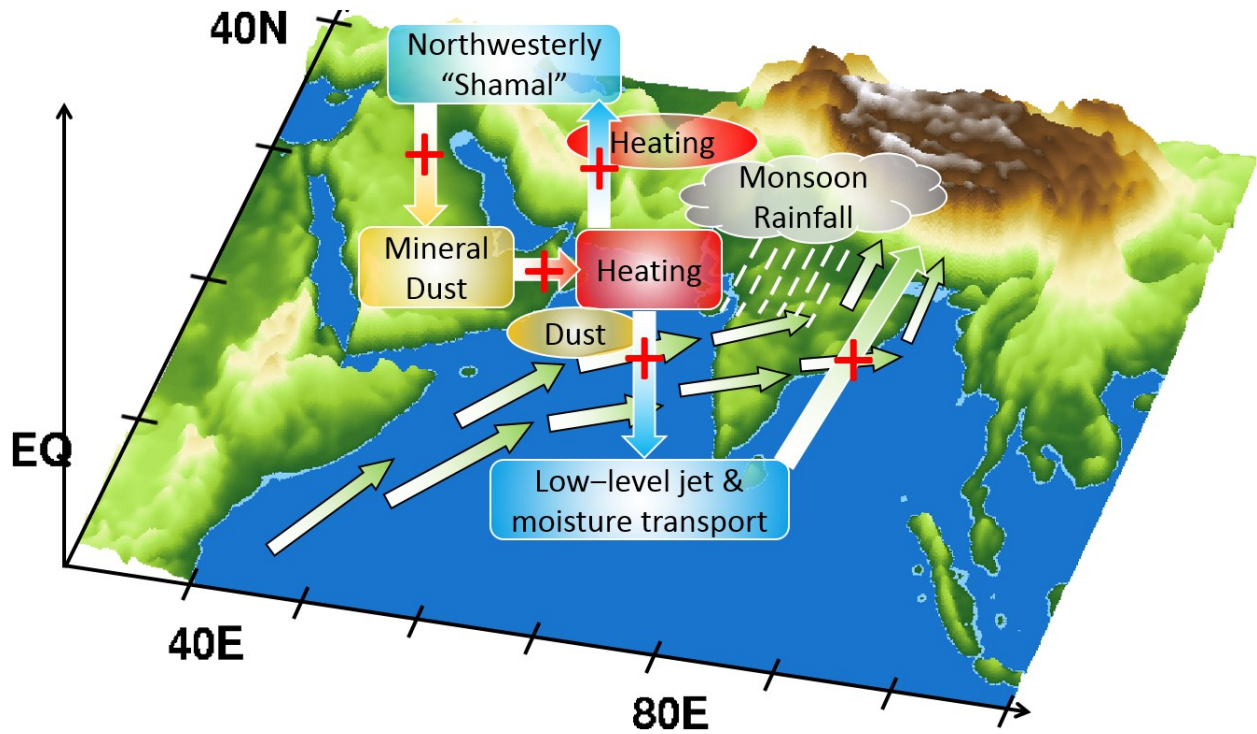 40N
Northwesterly
“Shamal”
Heating
Monsoon
Rainfall
Mineral
Dust
Heating
Dust
EQ
Low–level jet &
moisture transport
40E
80E